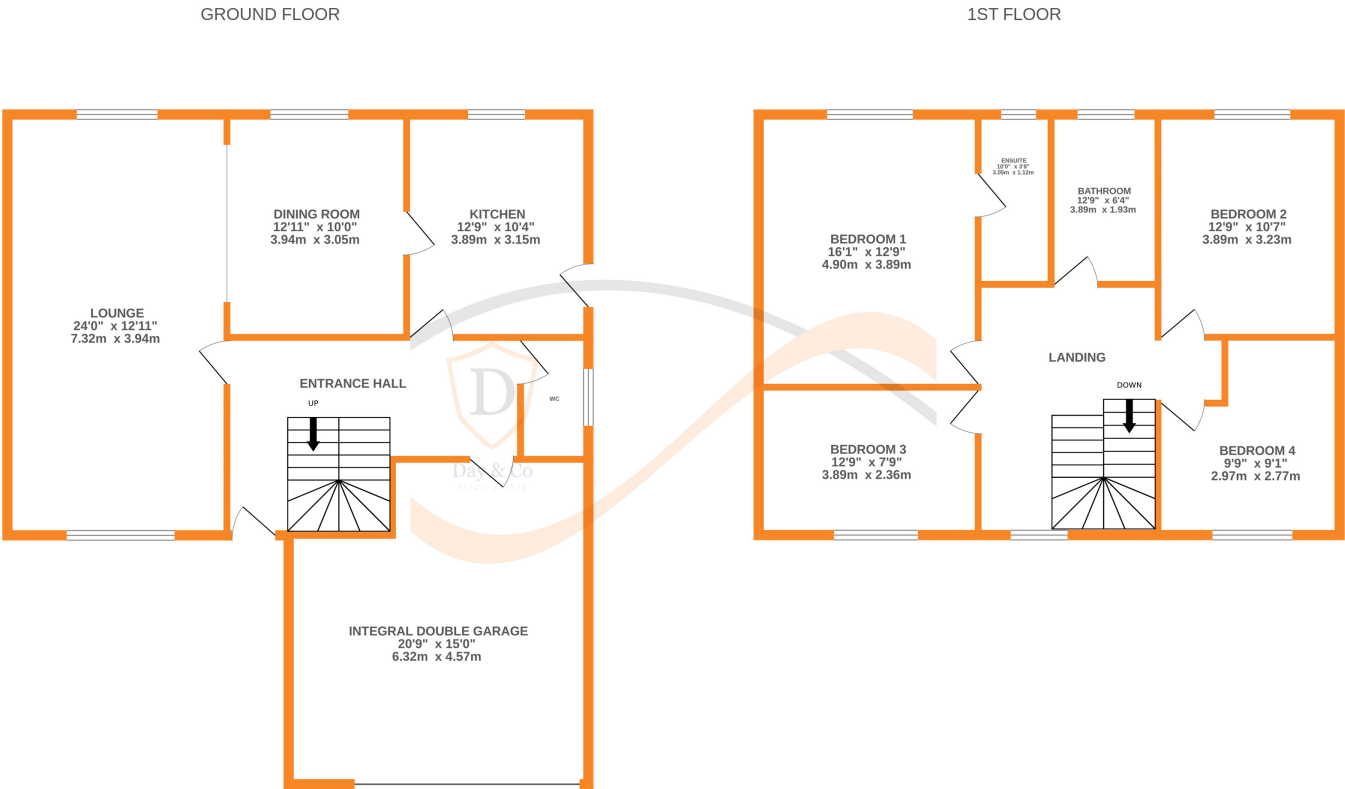 GROUND FLOOR
1ST FLOOR
LOUNGE
24'0" x 12'11"
7.32m x 3.94m
DINING ROOM
12'11" x 10'0"
3.94m x 3.05m
KITCHEN
12'9" x 10'4"
3.89m x 3.15m
ENTRANCE HALL
UP
WC
D
Day & Co
INTEGRAL DOUBLE GARAGE
20'9" x 15'0"
6.32m x 4.57m
BEDROOM 1
16'1" x 12'9"
4.90m x 3.89m
ENSUITE
10'0" x 3'8"
3.05m x 1.12m
BATHROOM
12'9" x 6'4"
3.89m x 1.93m
BEDROOM 2
12'9" x 10'7"
3.89m x 3.23m
LANDING
DOWN
BEDROOM 3
12'9" x 7'9"
3.89m x 2.36m
BEDROOM 4
9'9" x 9'1"
2.97m x 2.77m